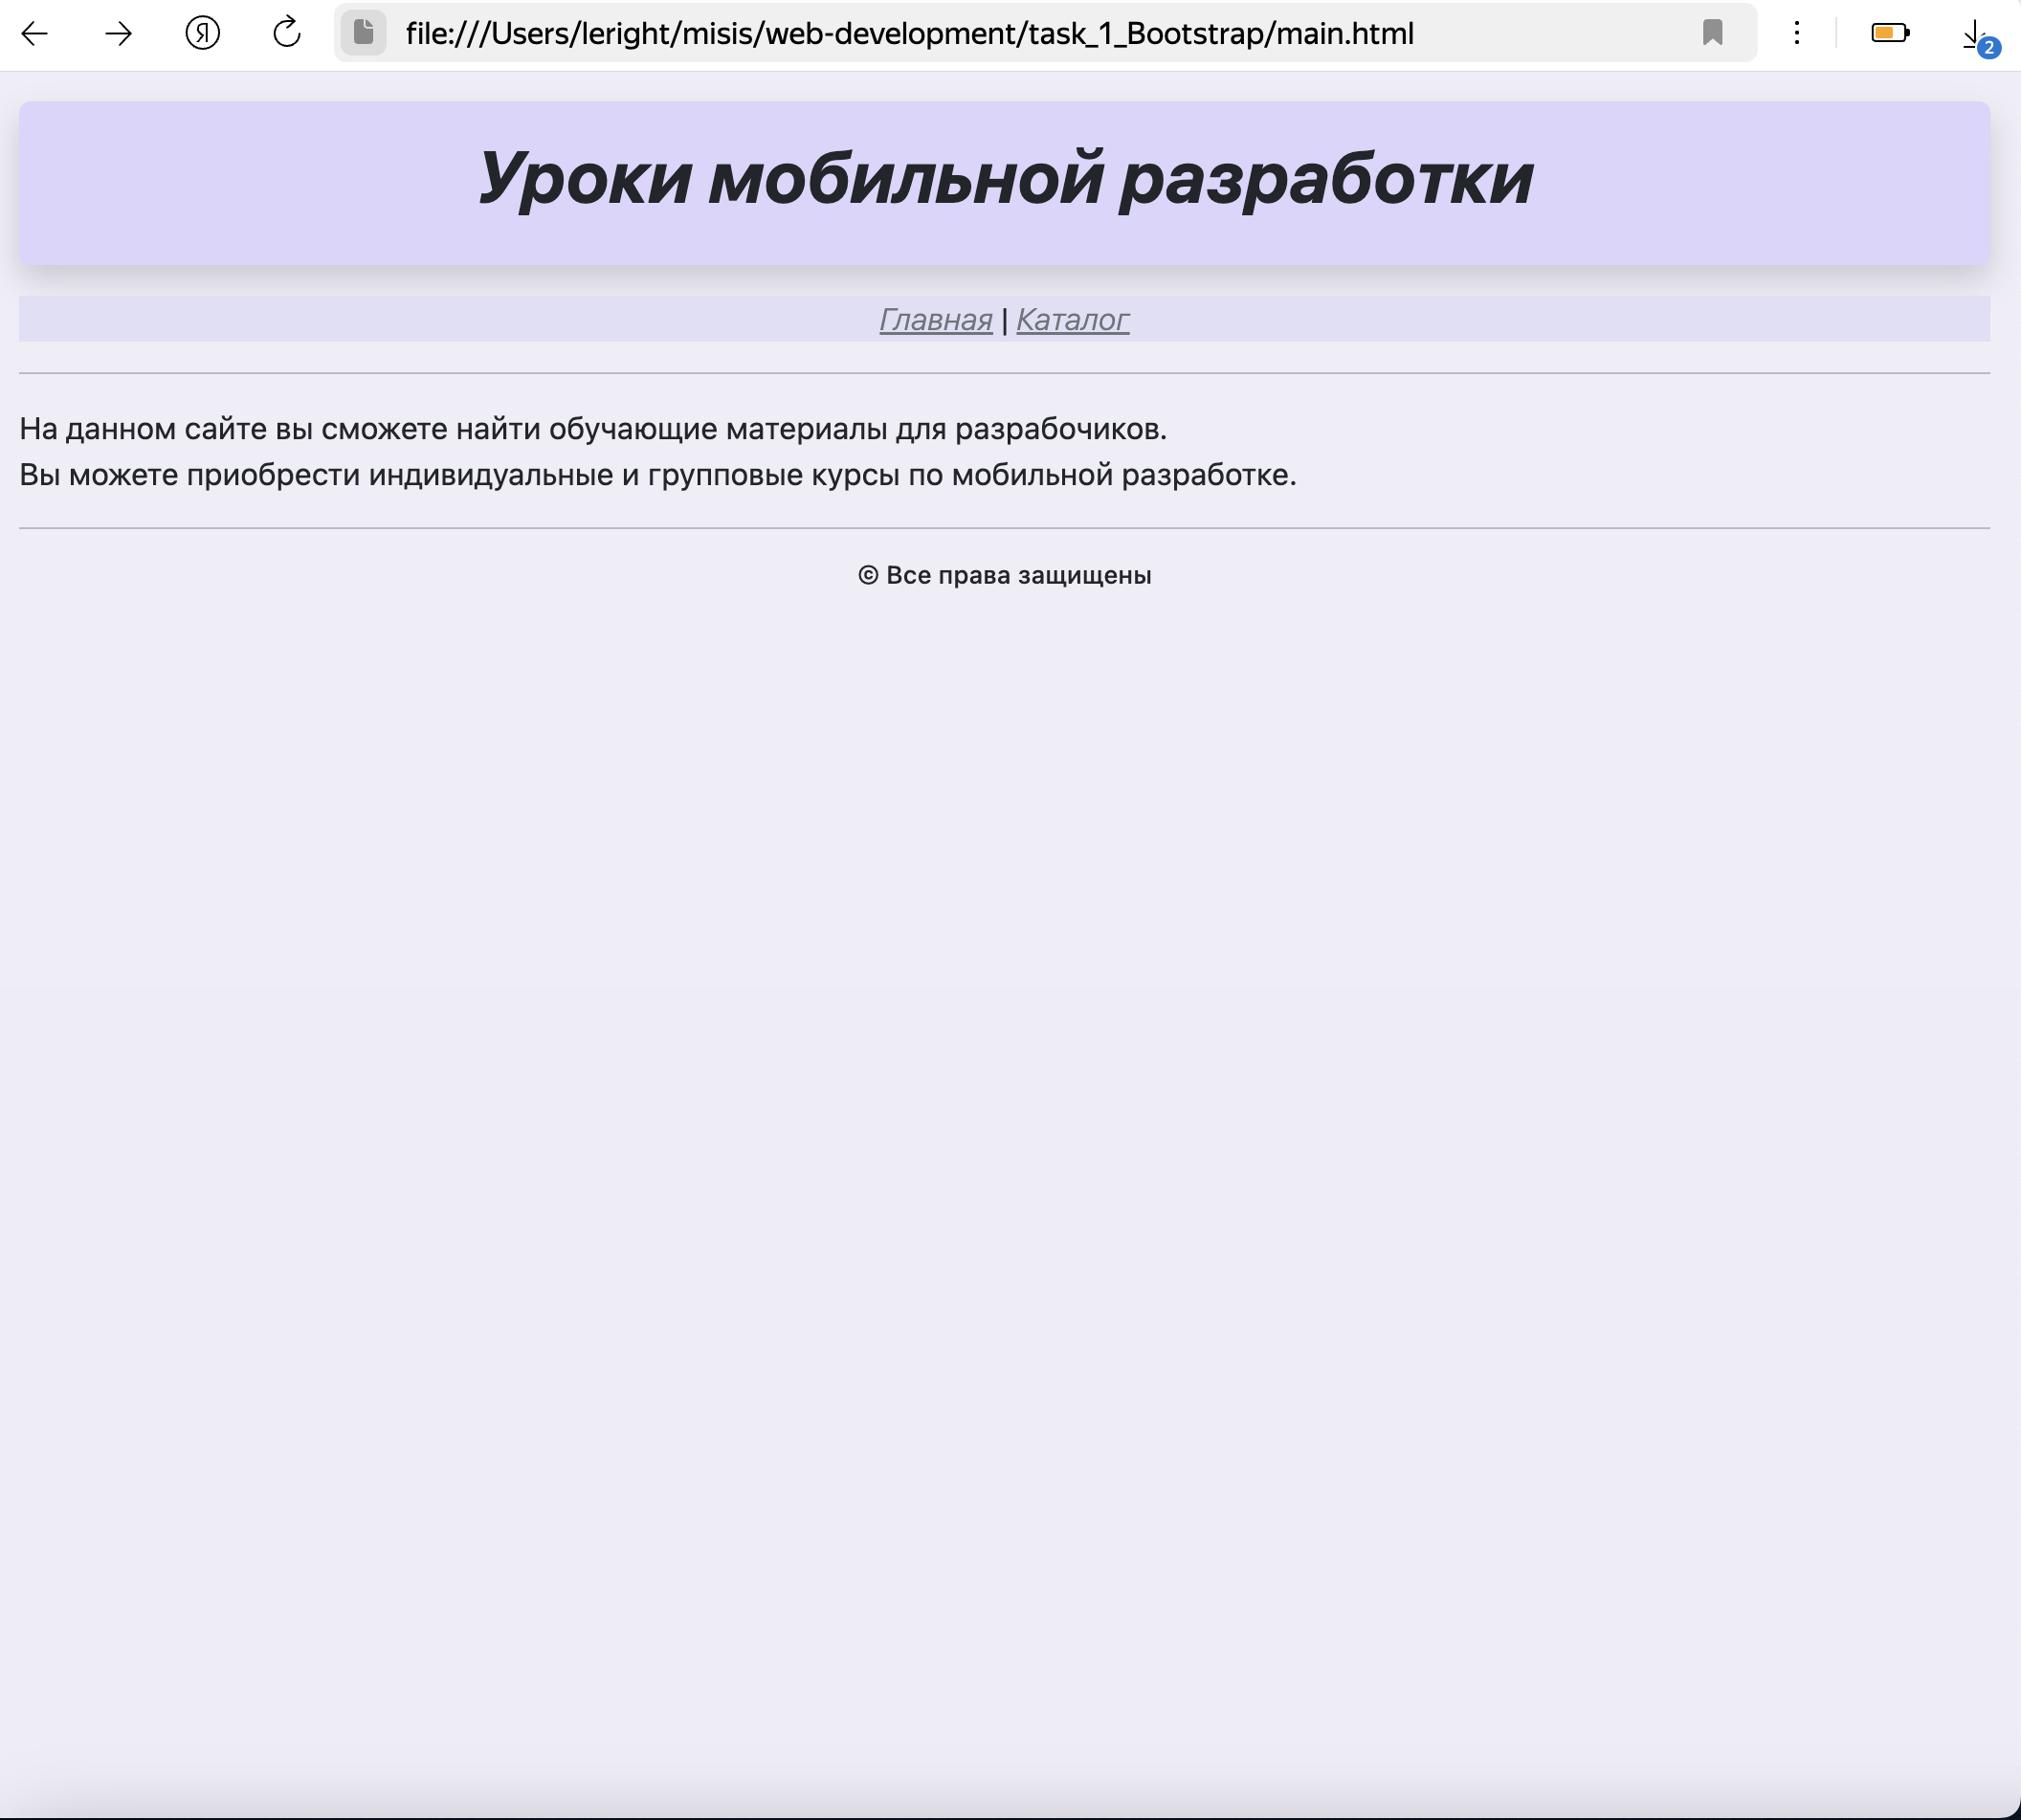 Я
file:///Users/leright/misis/web-development/task_1_Bootstrap/main.html
2
Уроки мобильной разработки
Главная | Каталог
На данном сайте вы сможете найти обучающие материалы для разрабочиков.
Вы можете приобрести индивидуальные и групповые курсы по мобильной разработке.
© Все права защищены